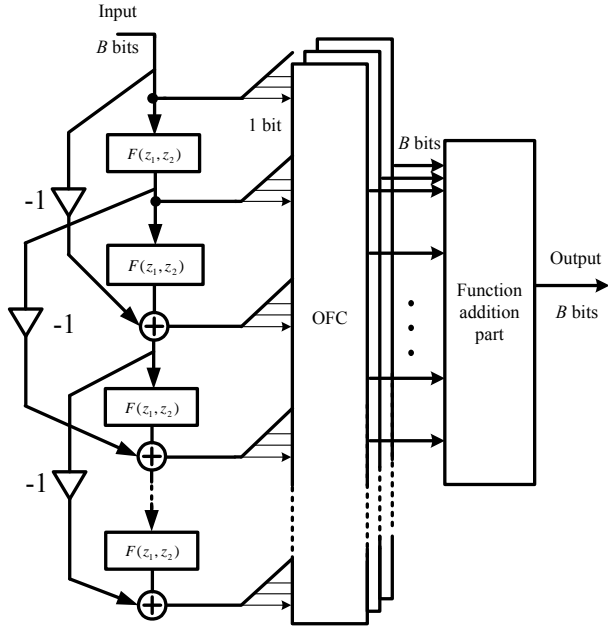 Input
B bits
1 bit
F(z₁, z₂)
-1
F(z₁, z₂)
-1
F(z₁, z₂)
-1
F(z₁, z₂)
OFC
B bits
Function
addition
part
Output
B bits